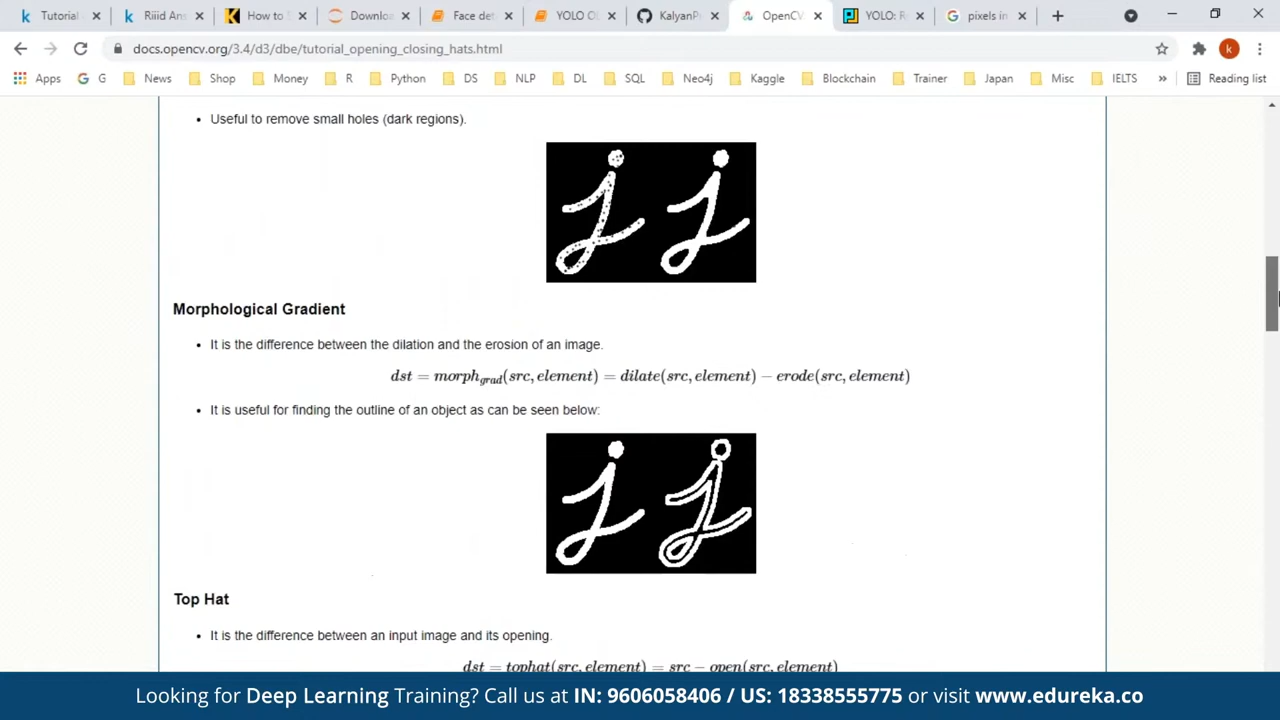 Tutorial
Riiid Ans
How to
Downloa
Face det
YOLO O
KalyanP
OpenCV
YOLO: R
pixels in
docs.opencv.org/3.4/d3/dbe/tutorial_opening_closing_hats.html
Apps G News Shop Money R Python DS NLP DL SQL Neo4j Kaggle Blockchain Trainer Japan Misc IELTS » Reading list
• Useful to remove small holes (dark regions).
Morphological Gradient
• It is the difference between the dilation and the erosion of an image.
dst = morph_grad(src, element) = dilate(src, element) − erode(src, element)
• It is useful for finding the outline of an object as can be seen below:
Top Hat
• It is the difference between an input image and its opening.
dst = tophat(src, element) = src − open(src, element)
Looking for Deep Learning Training? Call us at IN: 9606058406 / US: 18338555775 or visit www.edureka.co